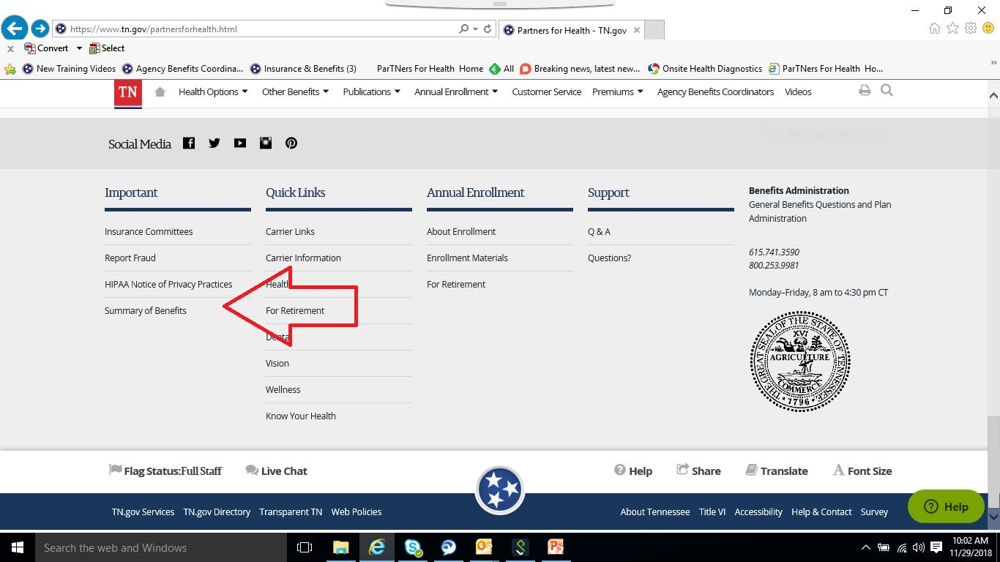 https://www.tn.gov/partnersforhealth.html
Partners for Health - TN.gov
x Convert Select
New Training Videos Agency Benefits Coordina... Insurance & Benefits (3) ParTNers For Health Home All Breaking news, latest new... Onsite Health Diagnostics ParTNers For Health Ho...
TN Health Options Other Benefits Publications Annual Enrollment Customer Service Premiums Agency Benefits Coordinators Videos
Full-screen Snip
Social Media
Important
Insurance Committees
Report Fraud
HIPAA Notice of Privacy Practices
Summary of Benefits
Quick Links
Carrier Links
Carrier Information
Health
For Retirement
Dental
Vision
Wellness
Know Your Health
Annual Enrollment
About Enrollment
Enrollment Materials
For Retirement
Support
Q & A
Questions?
Benefits Administration
General Benefits Questions and Plan
Administration
615.741.3590
800.253.9981
Monday–Friday, 8 am to 4:30 pm CT
THE GREAT SEAL OF THE STATE OF TENNESSEE
XVI
AGRICULTURE
COMMERCE
1796
Flag Status:Full Staff Live Chat Help Share Translate Font Size
TN.gov Services TN.gov Directory Transparent TN Web Policies About Tennessee Title VI Accessibility Help & Contact Survey
Help
Search the web and Windows
10:02 AM
11/29/2018